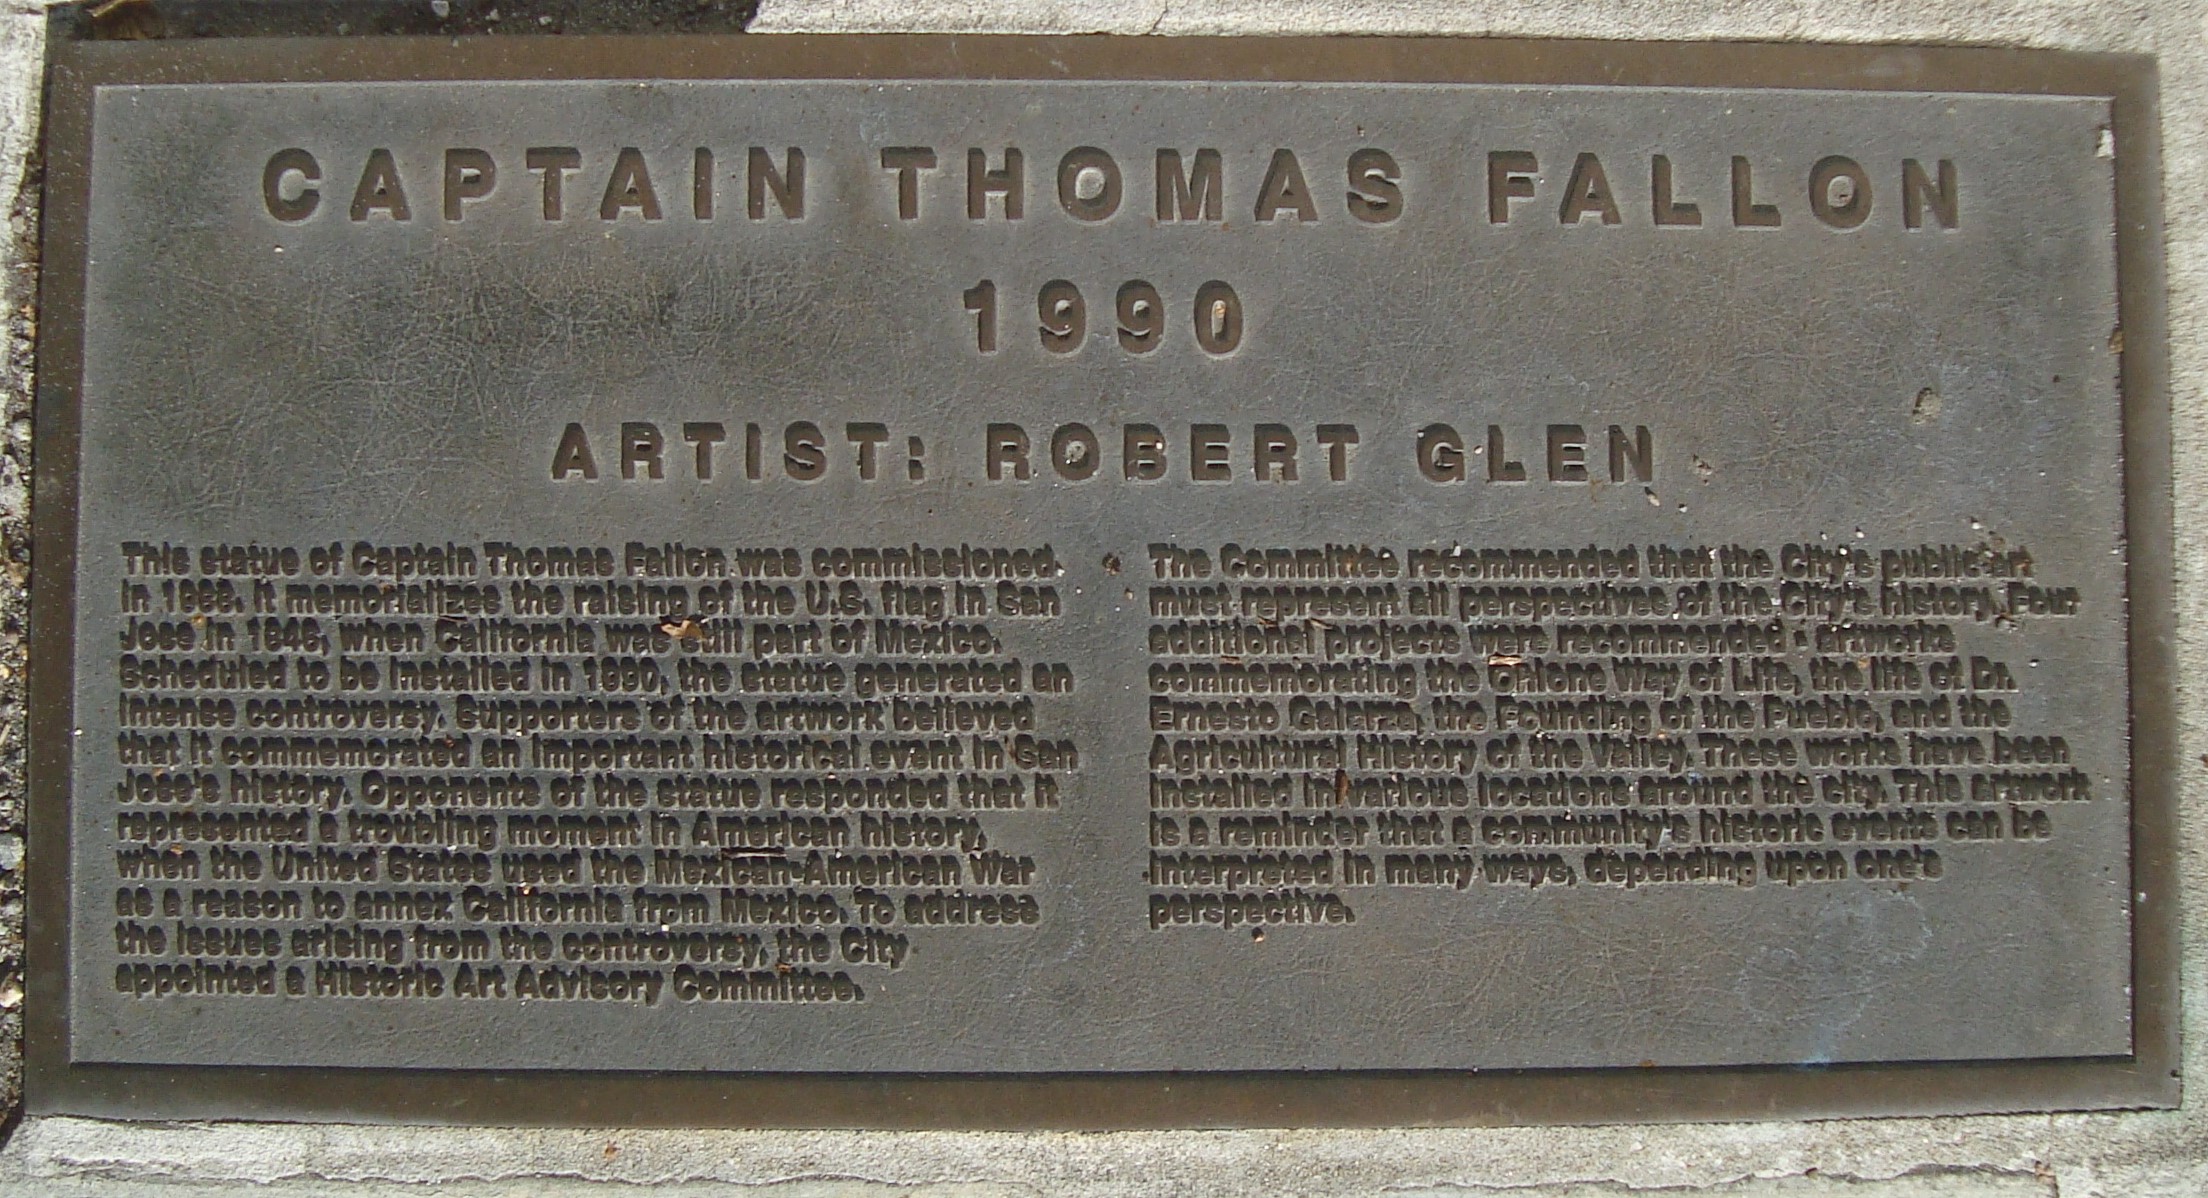 CAPTAIN THOMAS FALLON
1990
ARTIST: ROBERT GLEN
This statue of Captain Thomas Fallon was commissioned
in 1988. It memorializes the raising of the U.S. flag in San
Jose in 1846, when California was still part of Mexico.
Scheduled to be installed in 1990, the statue generated an
intense controversy. Supporters of the artwork believed
that it commemorated an important historical event in San
Jose's history. Opponents of the statue responded that it
represented a troubling moment in American history,
when the United States used the Mexican-American War
as a reason to annex California from Mexico. To address
the issues arising from the controversy, the City
appointed a Historic Art Advisory Committee.
The Committee recommended that the City's public art
must represent all perspectives of the City's history. Four
additional projects were recommended - artworks
commemorating the Ohlone Way of Life, the life of Dr.
Ernesto Galarza, the Founding of the Pueblo, and the
Agricultural History of the Valley. These works have been
installed in various locations around the city. This artwork
is a reminder that a community's historic events can be
interpreted in many ways, depending upon one's
perspective.